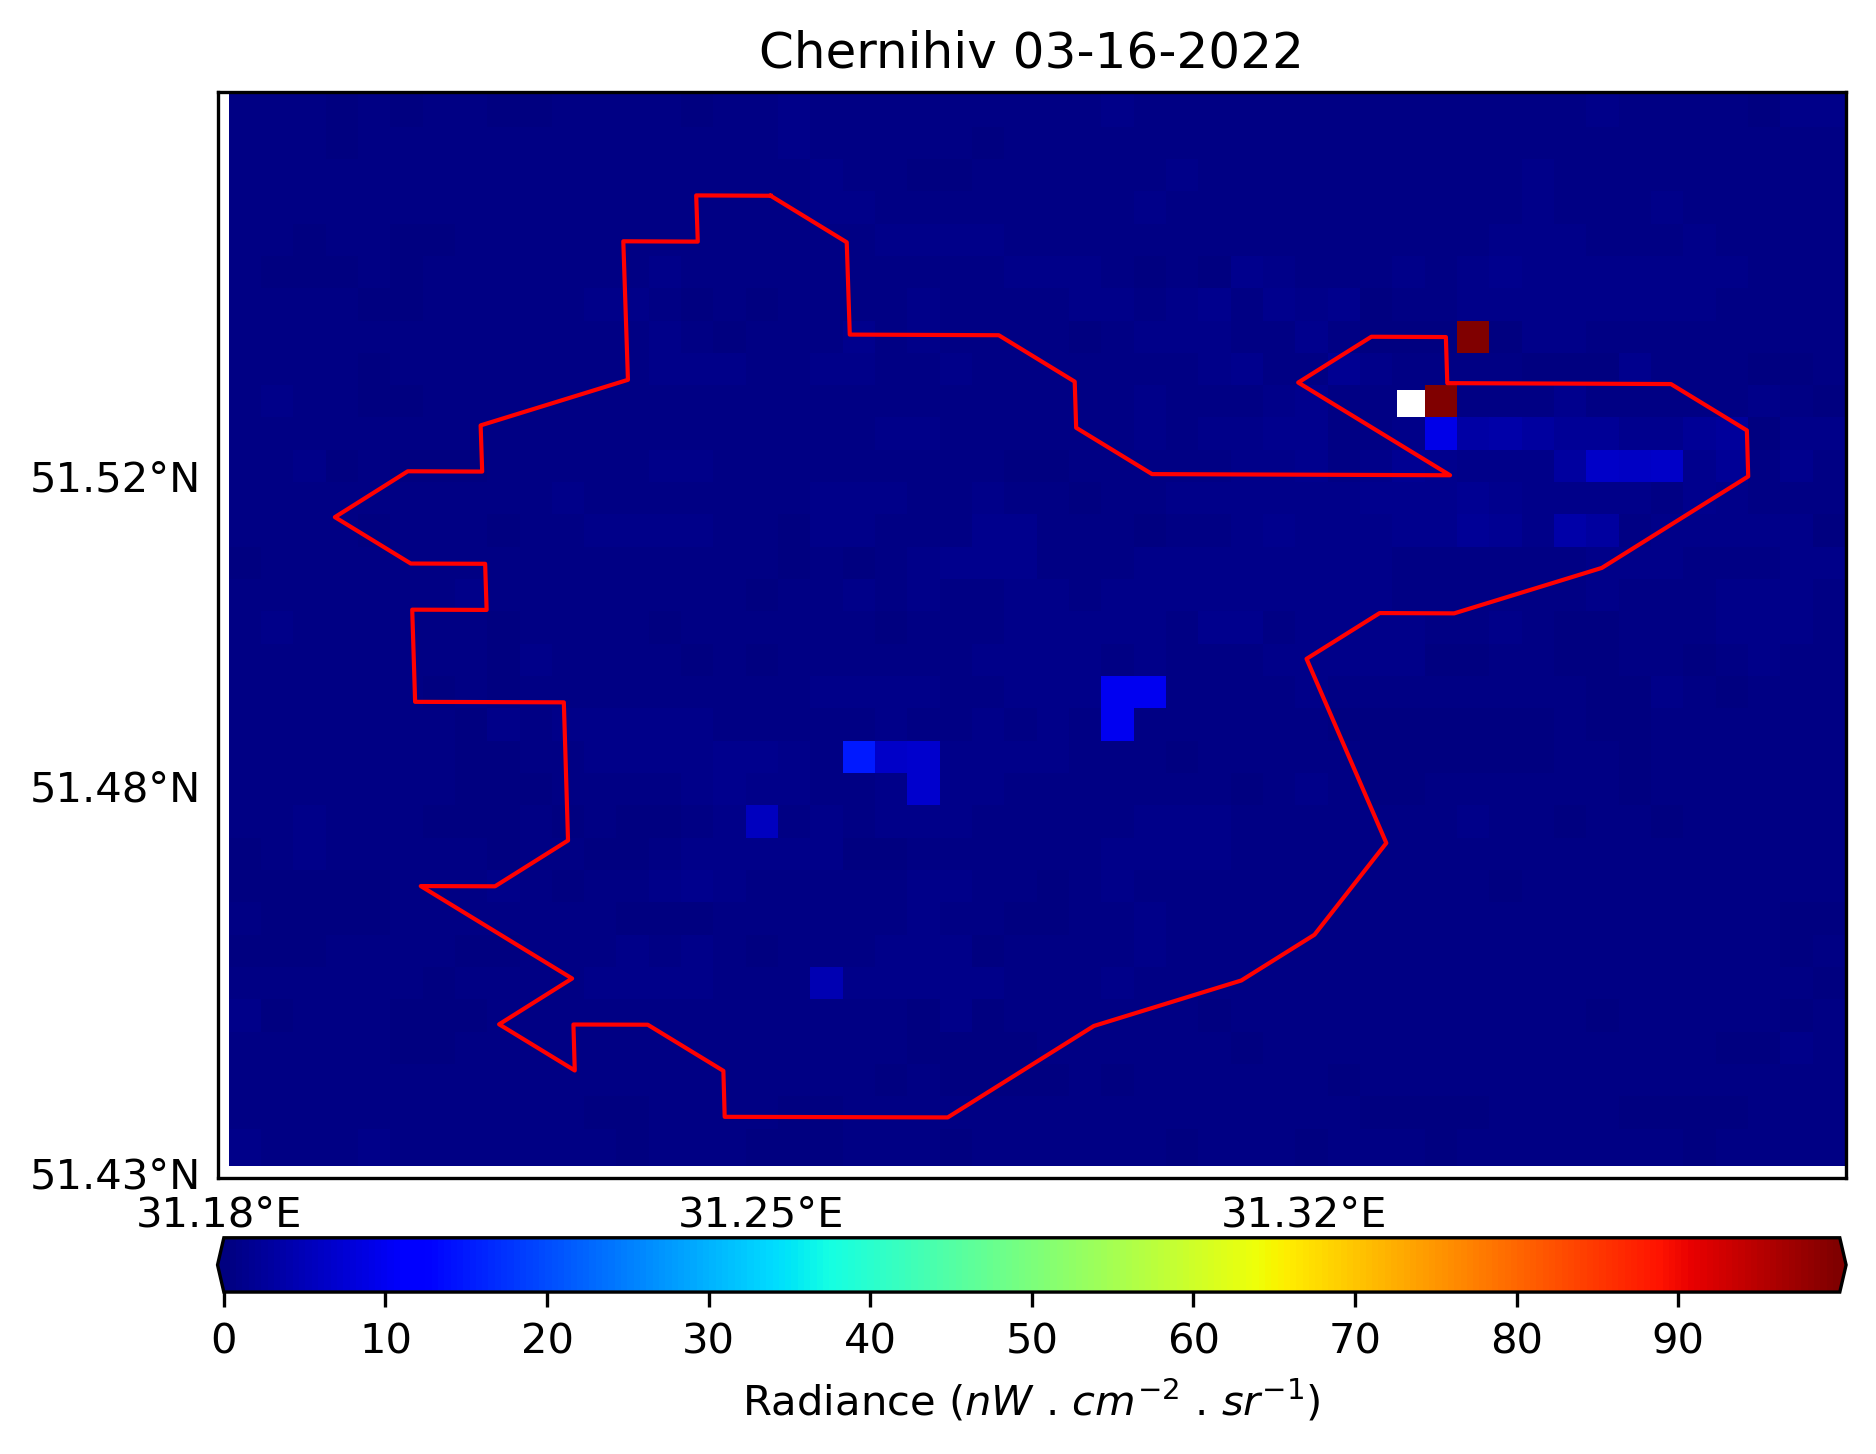 Chernihiv 03-16-2022
51.52°N
51.48°N
51.43°N
31.18°E 31.25°E 31.32°E
0 10 20 30 40 50 60 70 80 90
Radiance (nW . cm⁻² . sr⁻¹)